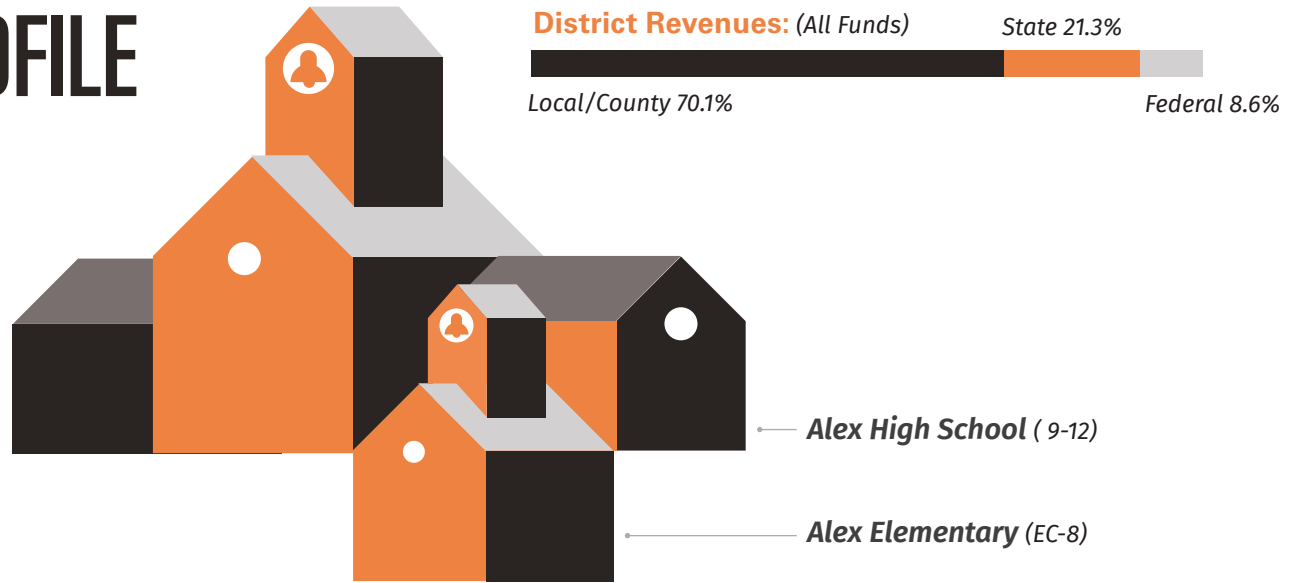 OFILE
District Revenues: (All Funds)
State 21.3%
Local/County 70.1%
Federal 8.6%
Alex High School ( 9-12)
Alex Elementary (EC-8)